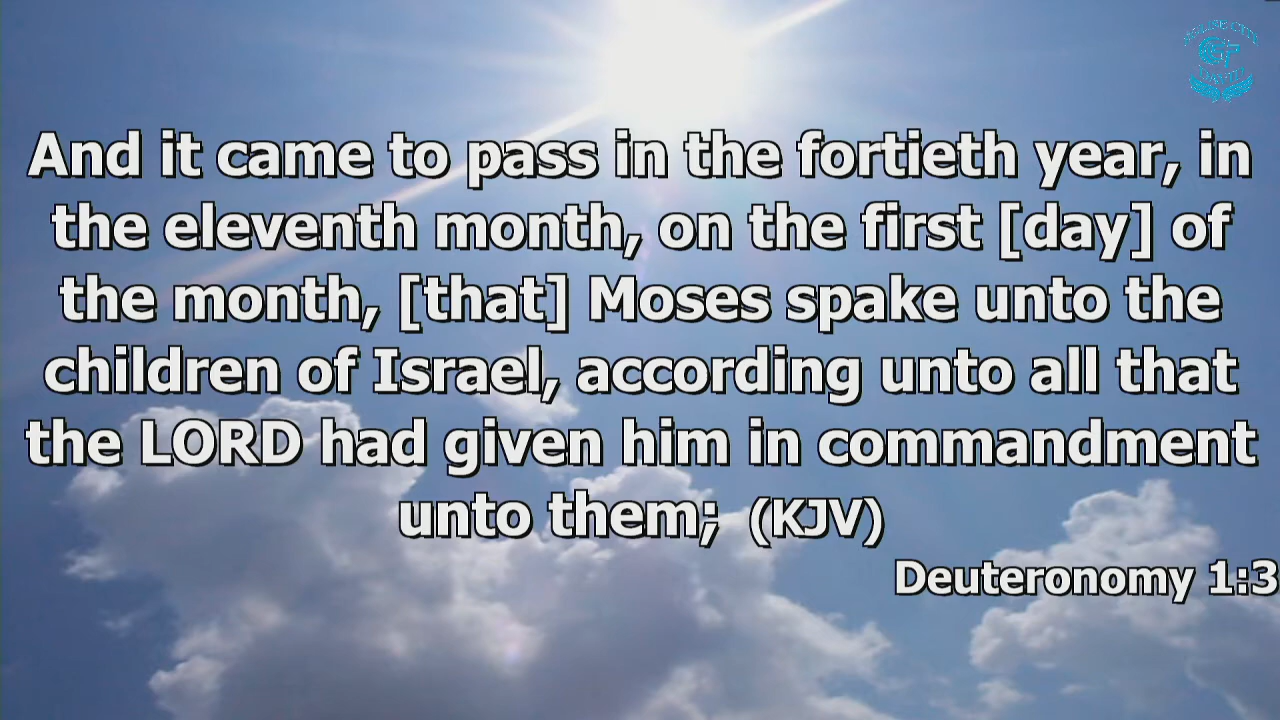 And it came to pass in the fortieth year, in
the eleventh month, on the first [day] of
the month, [that] Moses spake unto the
children of Israel, according unto all that
the LORD had given him in commandment
unto them; (KJV)
Deuteronomy 1:3